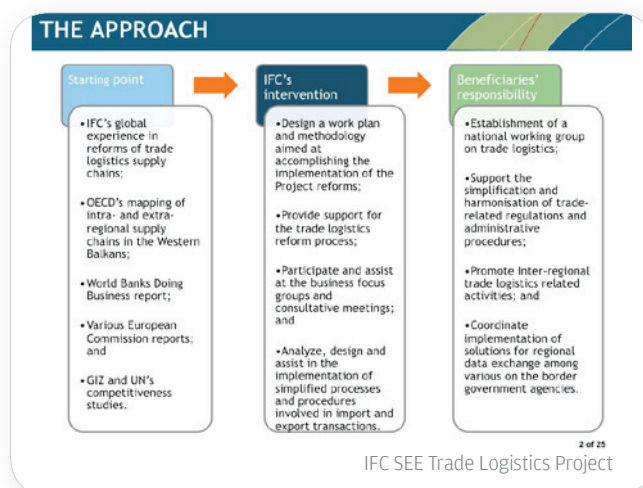 THE APPROACH
Starting point
•IFC's global
experience in
reforms of trade
logistics supply
chains;
•OECD's mapping of
intra- and extra-
regional supply
chains in the Western
Balkans;
•World Banks Doing
Business report;
•Various European
Commission reports;
and
•GIZ and UN's
competitiveness
studies.
IFC's
intervention
•Design a work plan
and methodology
aimed at
accomplishing the
implementation of the
Project reforms;
•Provide support for
the trade logistics
reform process;
•Participate and assist
at the business focus
groups and
consultative meetings;
and
•Analyze, design and
assist in the
implementation of
simplified processes
and procedures
involved in import and
export transactions.
Beneficiaries'
responsibility
•Establishment of a
national working group
on trade logistics;
•Support the
simplification and
harmonisation of trade-
related regulations and
administrative
procedures;
•Promote Inter-regional
trade logistics related
activities; and
•Coordinate
implementation of
solutions for regional
data exchange among
various on the border
government agencies.
2 of 25
IFC SEE Trade Logistics Project